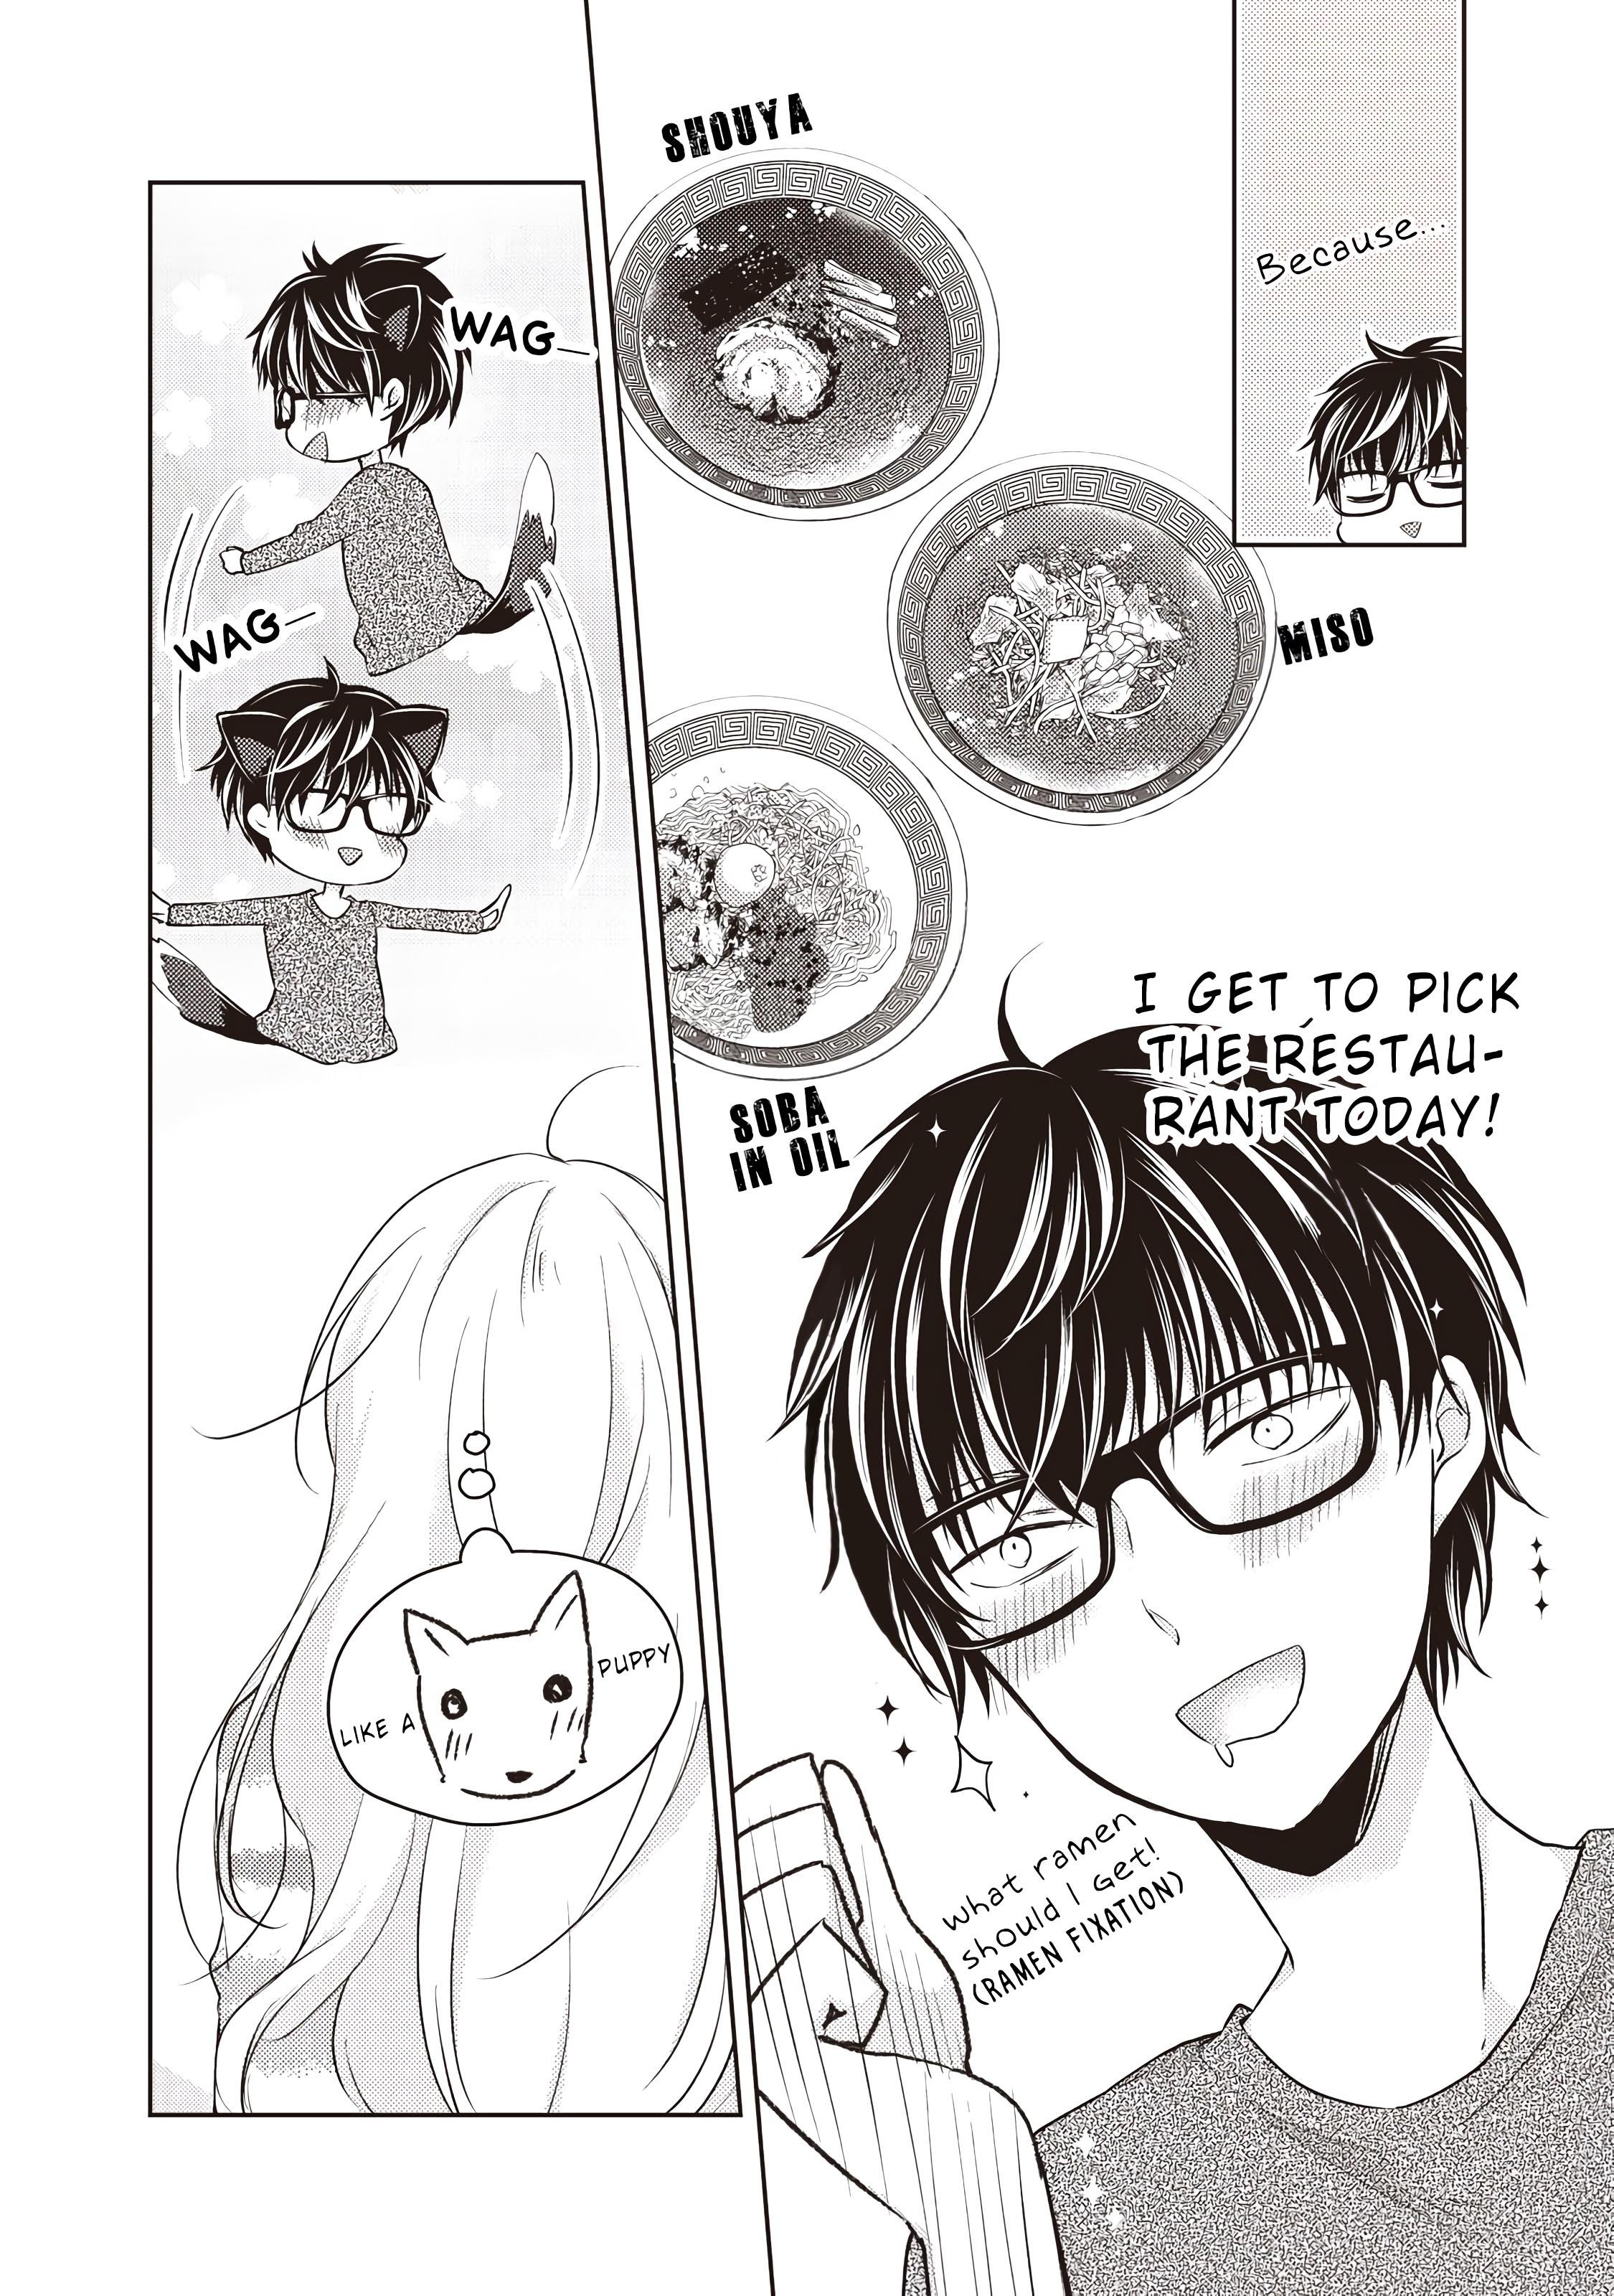 Because...
SHOUYA
MISO
SOBA
IN OIL
I GET TO PICK
THE RESTAU-
RANT TODAY!
what ramen
should I get!
(RAMEN FIXATION)
WAG—
WAG—
LIKE A
PUPPY